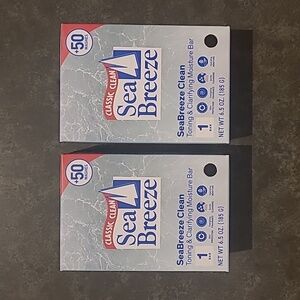 +50
CLASSIC CLEAN
Sea
Breeze
SeaBreeze Clean
Toning & Clarifying Moisture Bar
1
NET WT 6.5 OZ. (185 G)
+50
CLASSIC CLEAN
Sea
Breeze
SeaBreeze Clean
Toning & Clarifying Moisture Bar
1
NET WT 6.5 OZ. (185 G)